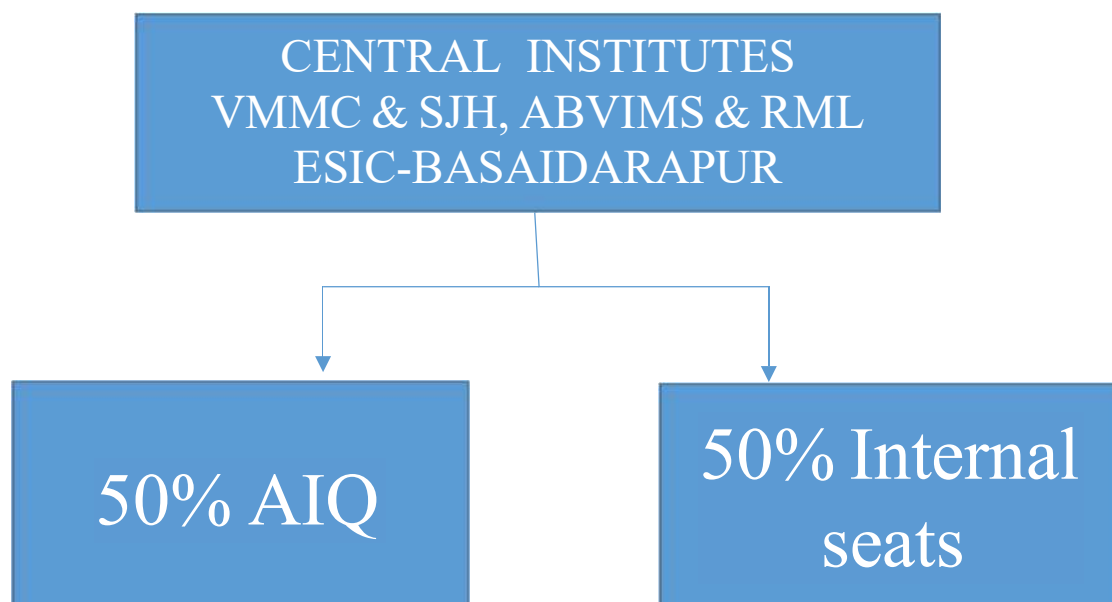 CENTRAL INSTITUTES
VMMC & SJH, ABVIMS & RML
ESIC-BASAIDARAPUR
50% AIQ
50% Internal
seats